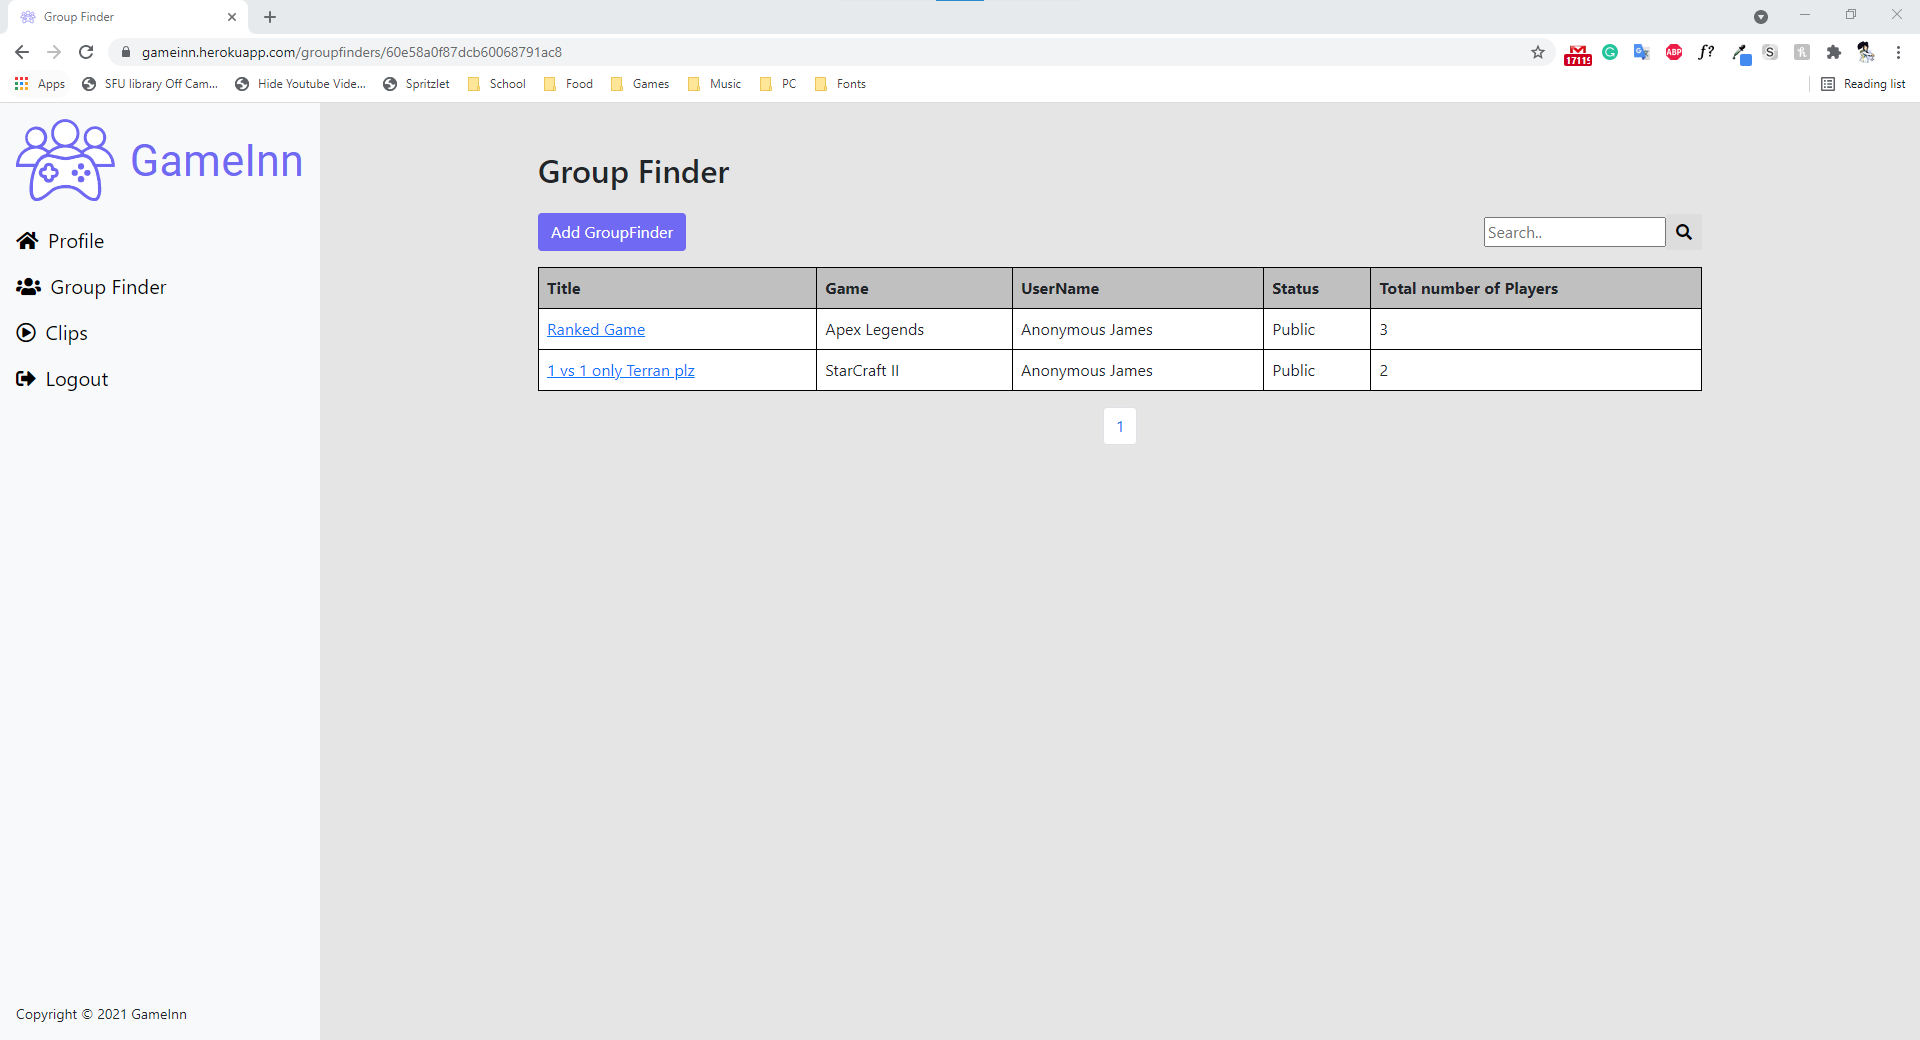 Group Finder
gameinn.herokuapp.com/groupfinders/60e58a0f87dcb60068791ac8
17119
ABP
f?
S
Apps
SFU library Off Cam...
Hide Youtube Vide...
Spritzlet
School
Food
Games
Music
PC
Fonts
Reading list
GameInn
Profile
Group Finder
Clips
Logout
Copyright © 2021 GameInn
Group Finder
Add GroupFinder
Search..
Title Game UserName Status Total number of Players
Ranked Game Apex Legends Anonymous James Public 3
1 vs 1 only Terran plz StarCraft II Anonymous James Public 2
1